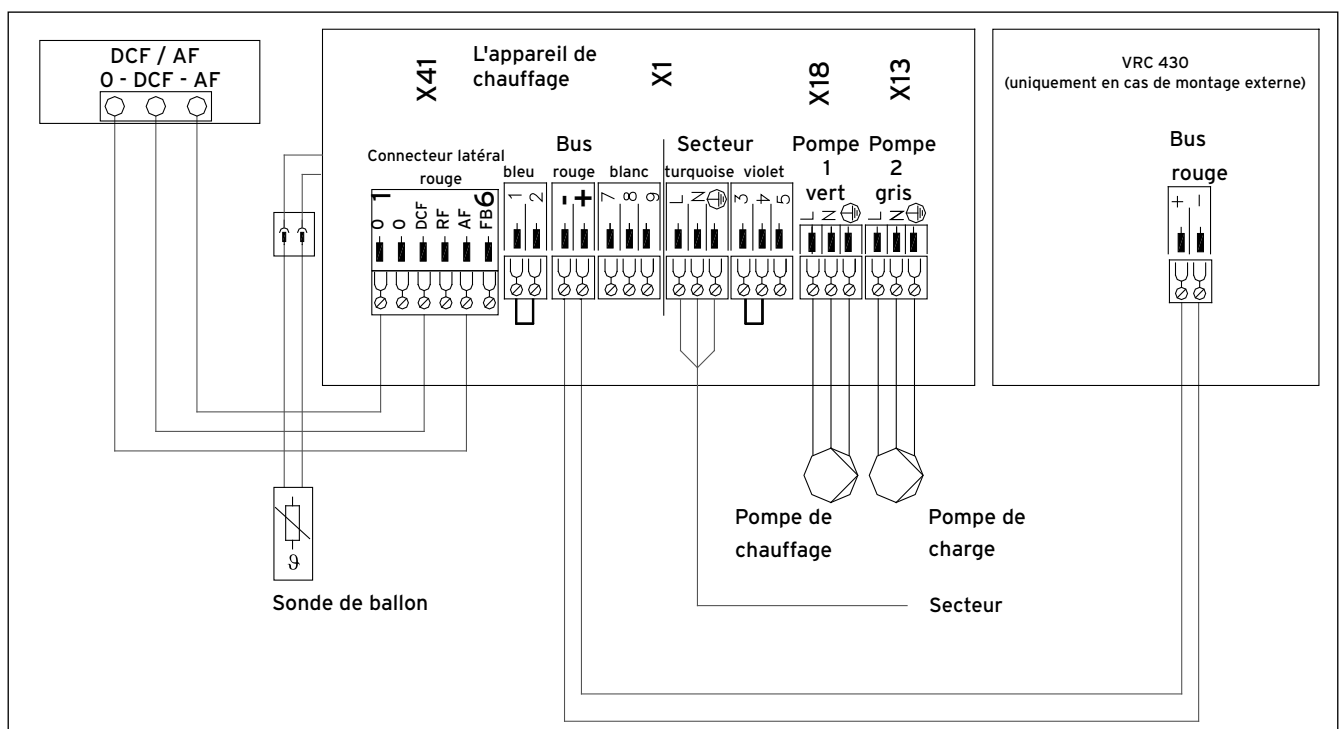 DCF / AF
O - DCF - AF
X41
L'appareil de
chauffage
X1
X18
X13
VRC 430
(uniquement en cas de montage externe)
Connecteur latéral
rouge
Bus
bleu rouge blanc
Secteur
turquoise violet
Pompe
1
vert
Pompe
2
gris
Bus
rouge
1 0 0 DCF RF AF FB 6
1 2
- +
7 8 9
L N
3 4 5
L N
L N
+ -
ϑ
Sonde de ballon
Pompe de
chauffage
Pompe de
charge
Secteur